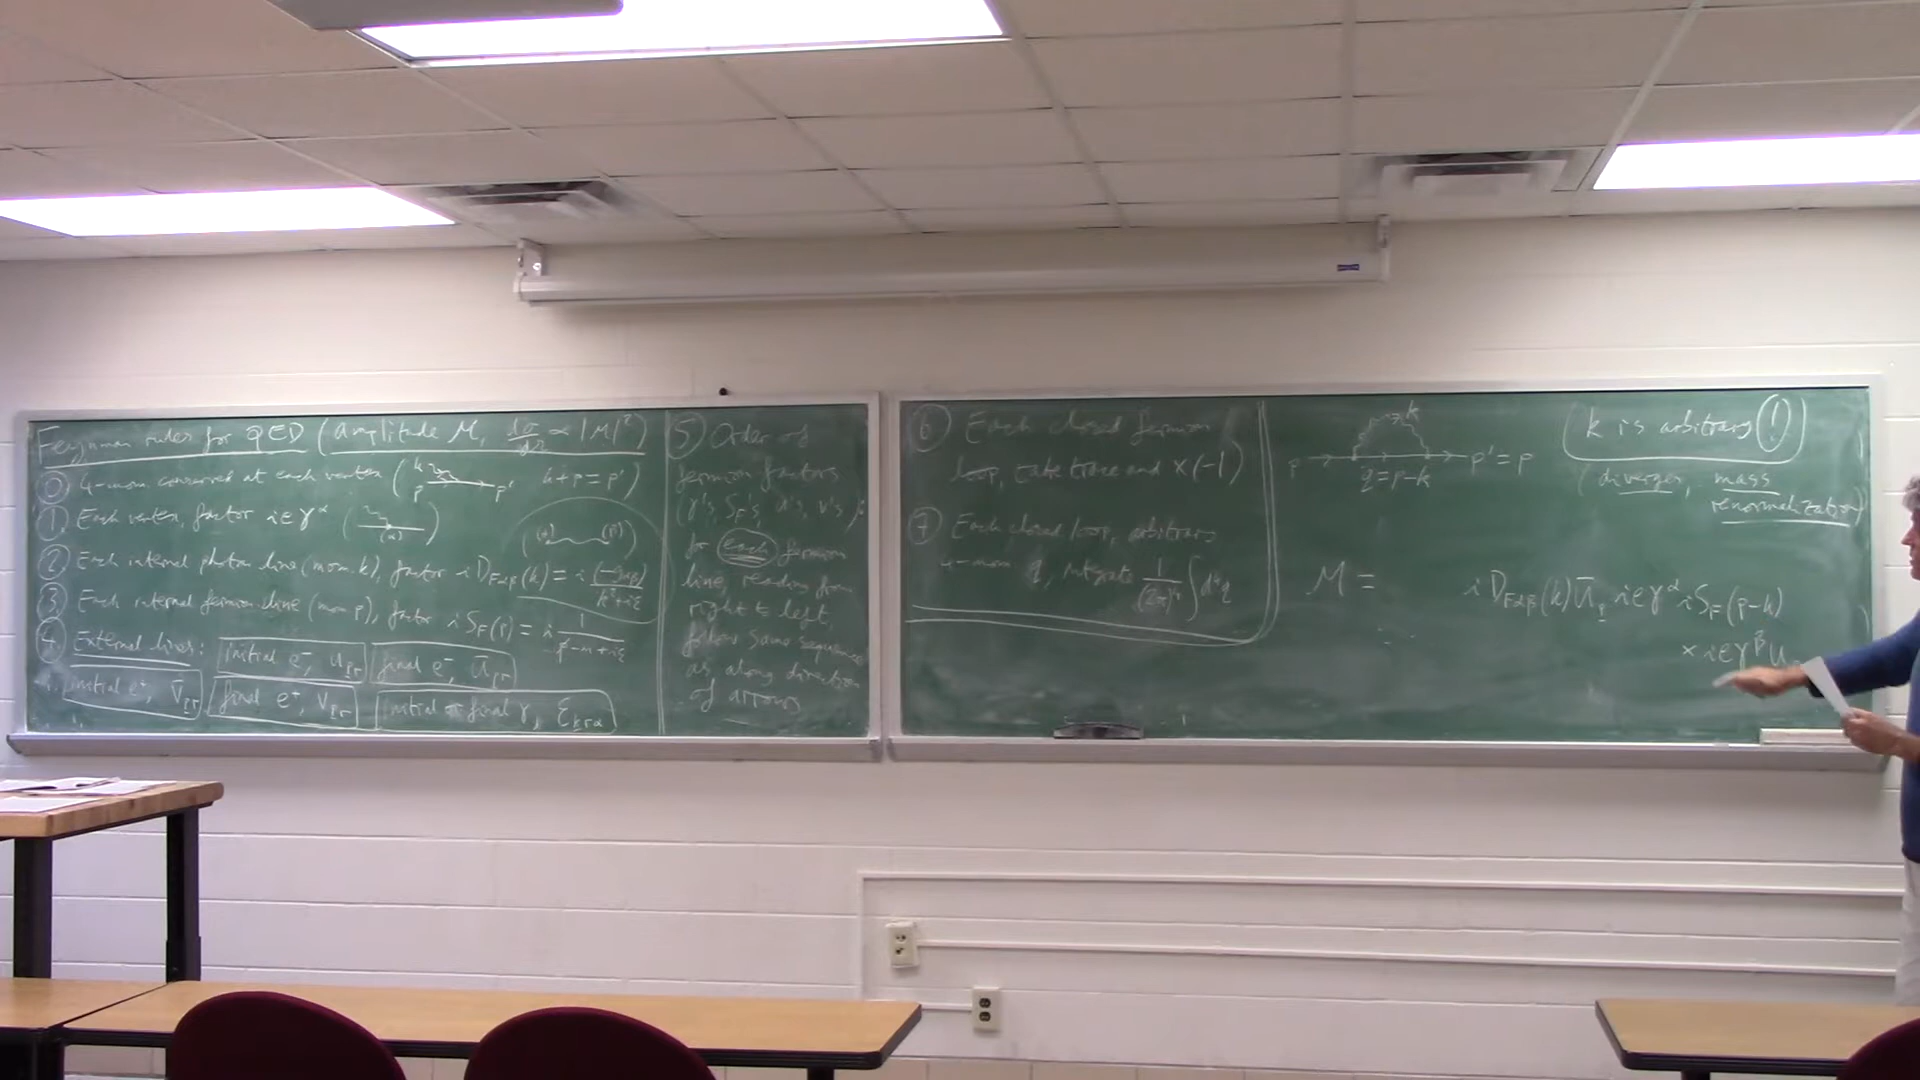 Feynman rules for QED (amplitude M, dσ/dΩ ∝ |M|²)
⓪ 4-mom. conserved at each vertex ( k p p' k+p=p' )
① Each vertex, factor ieγ^α ( (α) )
② Each internal photon line (mom. k), factor iD_Fαβ(k) = i (-g_αβ)/(k²+iε)
(α) (β)
③ Each internal fermion line (mom p), factor iS_F(p) = i 1/(p̸-m+iε)
④ External lines: initial e⁻, u_pr final e⁻, ū_pr
initial e⁺, v̄_pr final e⁺, v_pr initial or final γ, ε_krα
⑤ Order of
fermion factors
(γ's, S_F's, u's, v's):
for each fermion
line, reading from
right to left,
follows same sequence
as along direction
of arrows
⑥ Each closed fermion
loop, take trace and ×(-1)
⑦ Each closed loop, arbitrary
4-mom q, integrate 1/(2π)⁴ ∫d⁴q
k
p p'=p
q=p-k
k is arbitrary !
(diverges, mass
renormalization)
M = iD_Fαβ(k) ū_p ieγ^α iS_F(p-k)
× ieγ^β u